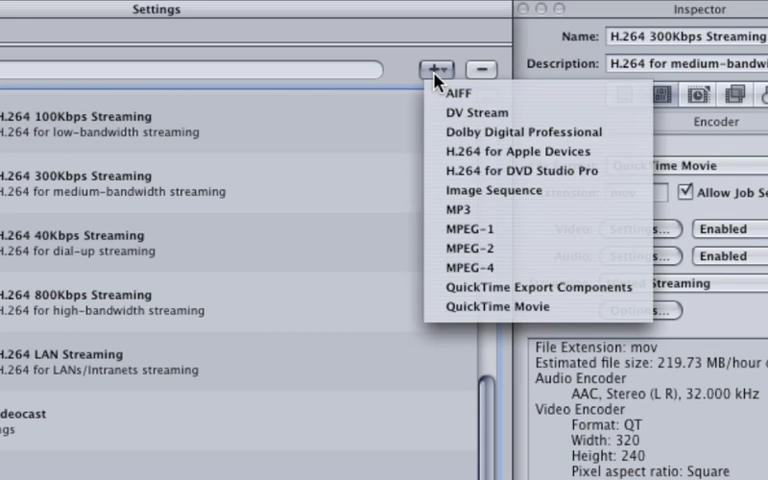 Settings
Inspector
Name:
H.264 300Kbps Streaming
Description:
H.264 for medium-bandwi
H.264 100Kbps Streaming
H.264 for low-bandwidth streaming
H.264 300Kbps Streaming
H.264 for medium-bandwidth streaming
H.264 40Kbps Streaming
H.264 for dial-up streaming
H.264 800Kbps Streaming
H.264 for high-bandwidth streaming
H.264 LAN Streaming
H.264 for LANs/Intranets streaming
deocast
ngs
AIFF
DV Stream
Dolby Digital Professional
H.264 for Apple Devices
H.264 for DVD Studio Pro
Image Sequence
MP3
MPEG-1
MPEG-2
MPEG-4
QuickTime Export Components
QuickTime Movie
Encoder
QuickTime Movie
mov
Allow Job Se
Video:
Settings...
Enabled
Audio:
Settings...
Enabled
Streaming
Options...
File Extension: mov
Estimated file size: 219.73 MB/hour
Audio Encoder
AAC, Stereo (L R), 32.000 kHz
Video Encoder
Format: QT
Width: 320
Height: 240
Pixel aspect ratio: Square